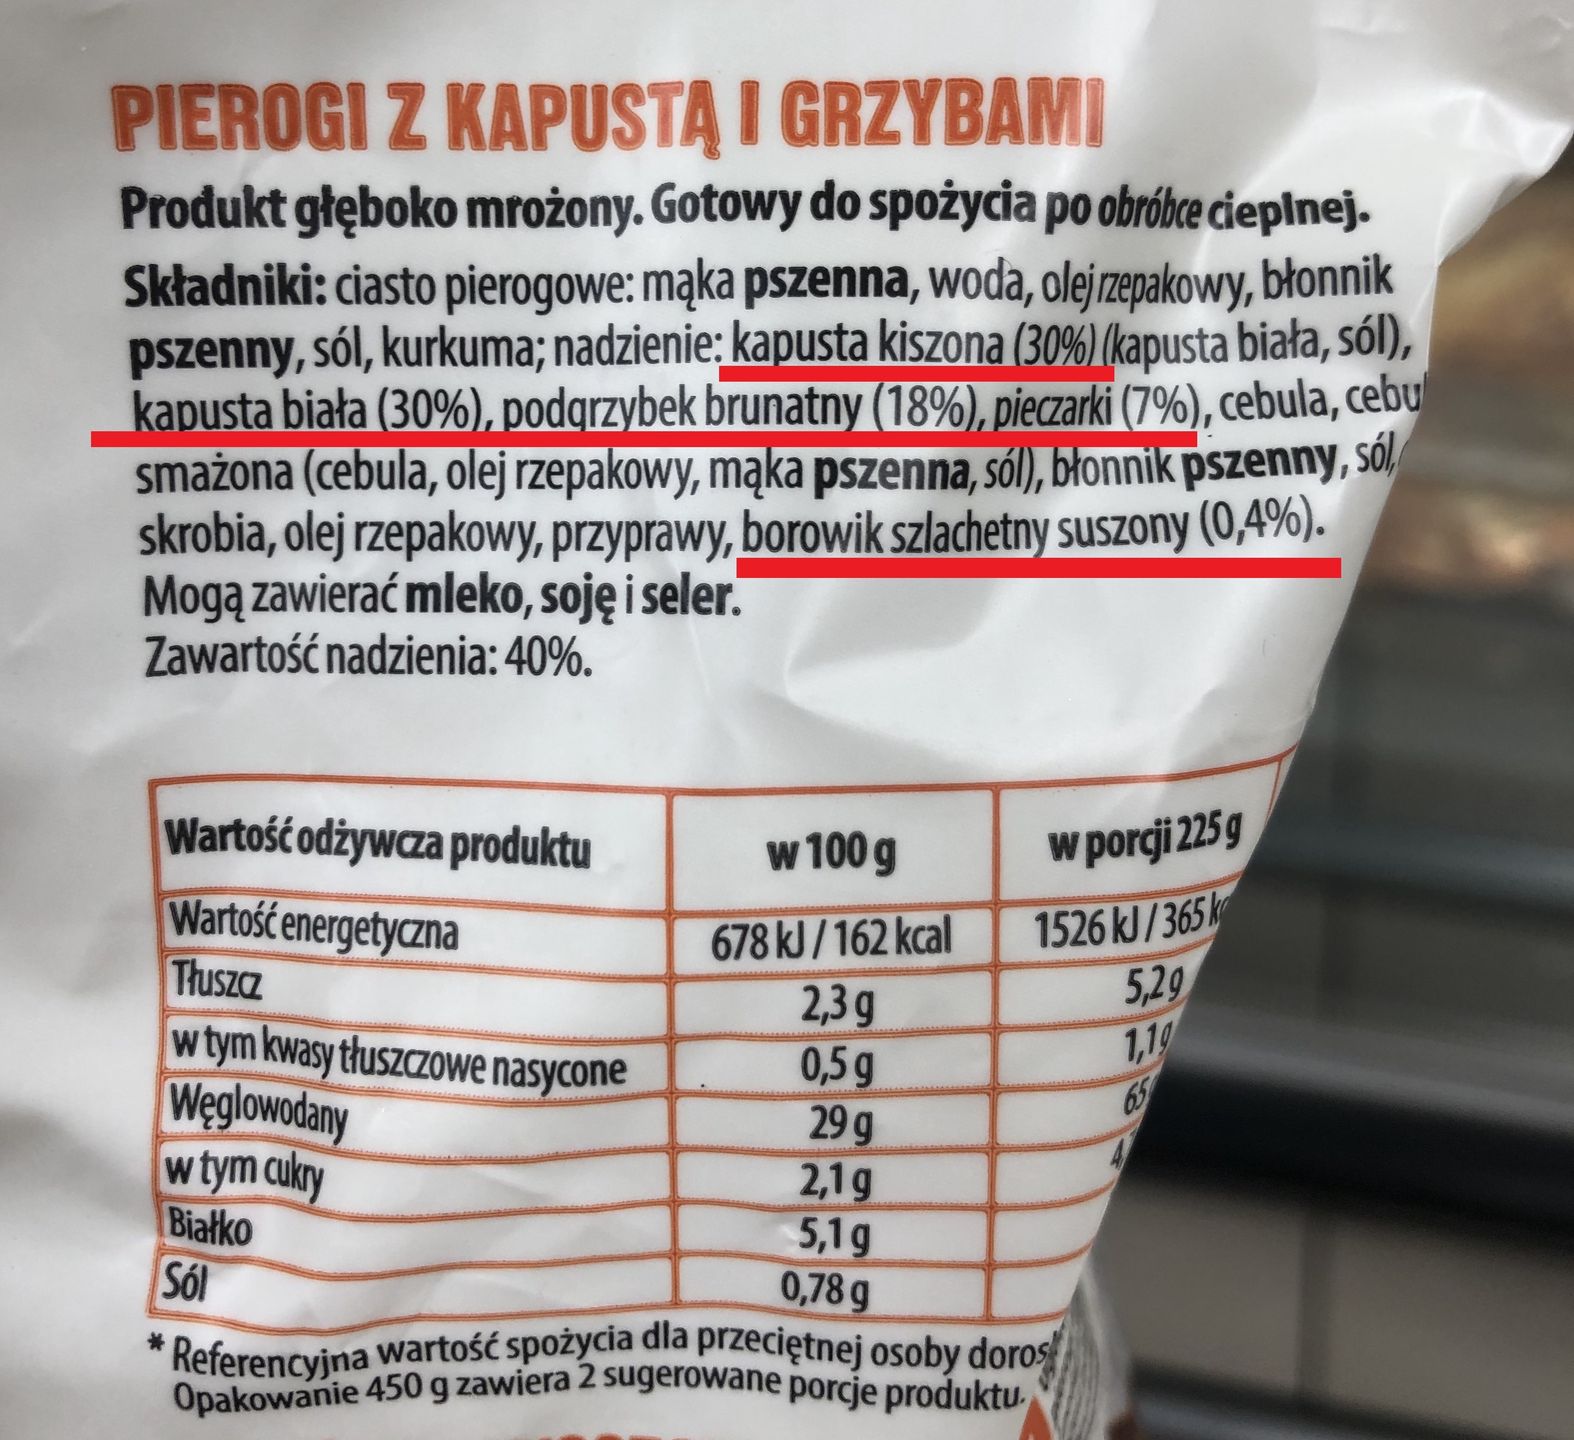 PIEROGI Z KAPUSTĄ I GRZYBAMI
Produkt głęboko mrożony. Gotowy do spożycia po obróbce cieplnej.
Składniki: ciasto pierogowe: mąka pszenna, woda, olej rzepakowy, błonnik
pszenny, sól, kurkuma; nadzienie: kapusta kiszona (30%) (kapusta biała, sól),
kapusta biała (30%), podgrzybek brunatny (18%), pieczarki (7%), cebula, cebu
smażona (cebula, olej rzepakowy, mąka pszenna, sól), błonnik pszenny, sól,
skrobia, olej rzepakowy, przyprawy, borowik szlachetny suszony (0,4%).
Mogą zawierać mleko, soję i seler.
Zawartość nadzienia: 40%.
Wartość odżywcza produktu w 100 g w porcji 225 g
Wartość energetyczna 678 kJ / 162 kcal 1526 kJ / 365 kc
Tłuszcz 2,3 g 5,2 g
w tym kwasy tłuszczowe nasycone 0,5 g 1,1 g
Węglowodany 29 g 65
w tym cukry 2,1 g 4,
Białko 5,1 g
Sól 0,78 g
* Referencyjna wartość spożycia dla przeciętnej osoby doros
Opakowanie 450 g zawiera 2 sugerowane porcje produktu.